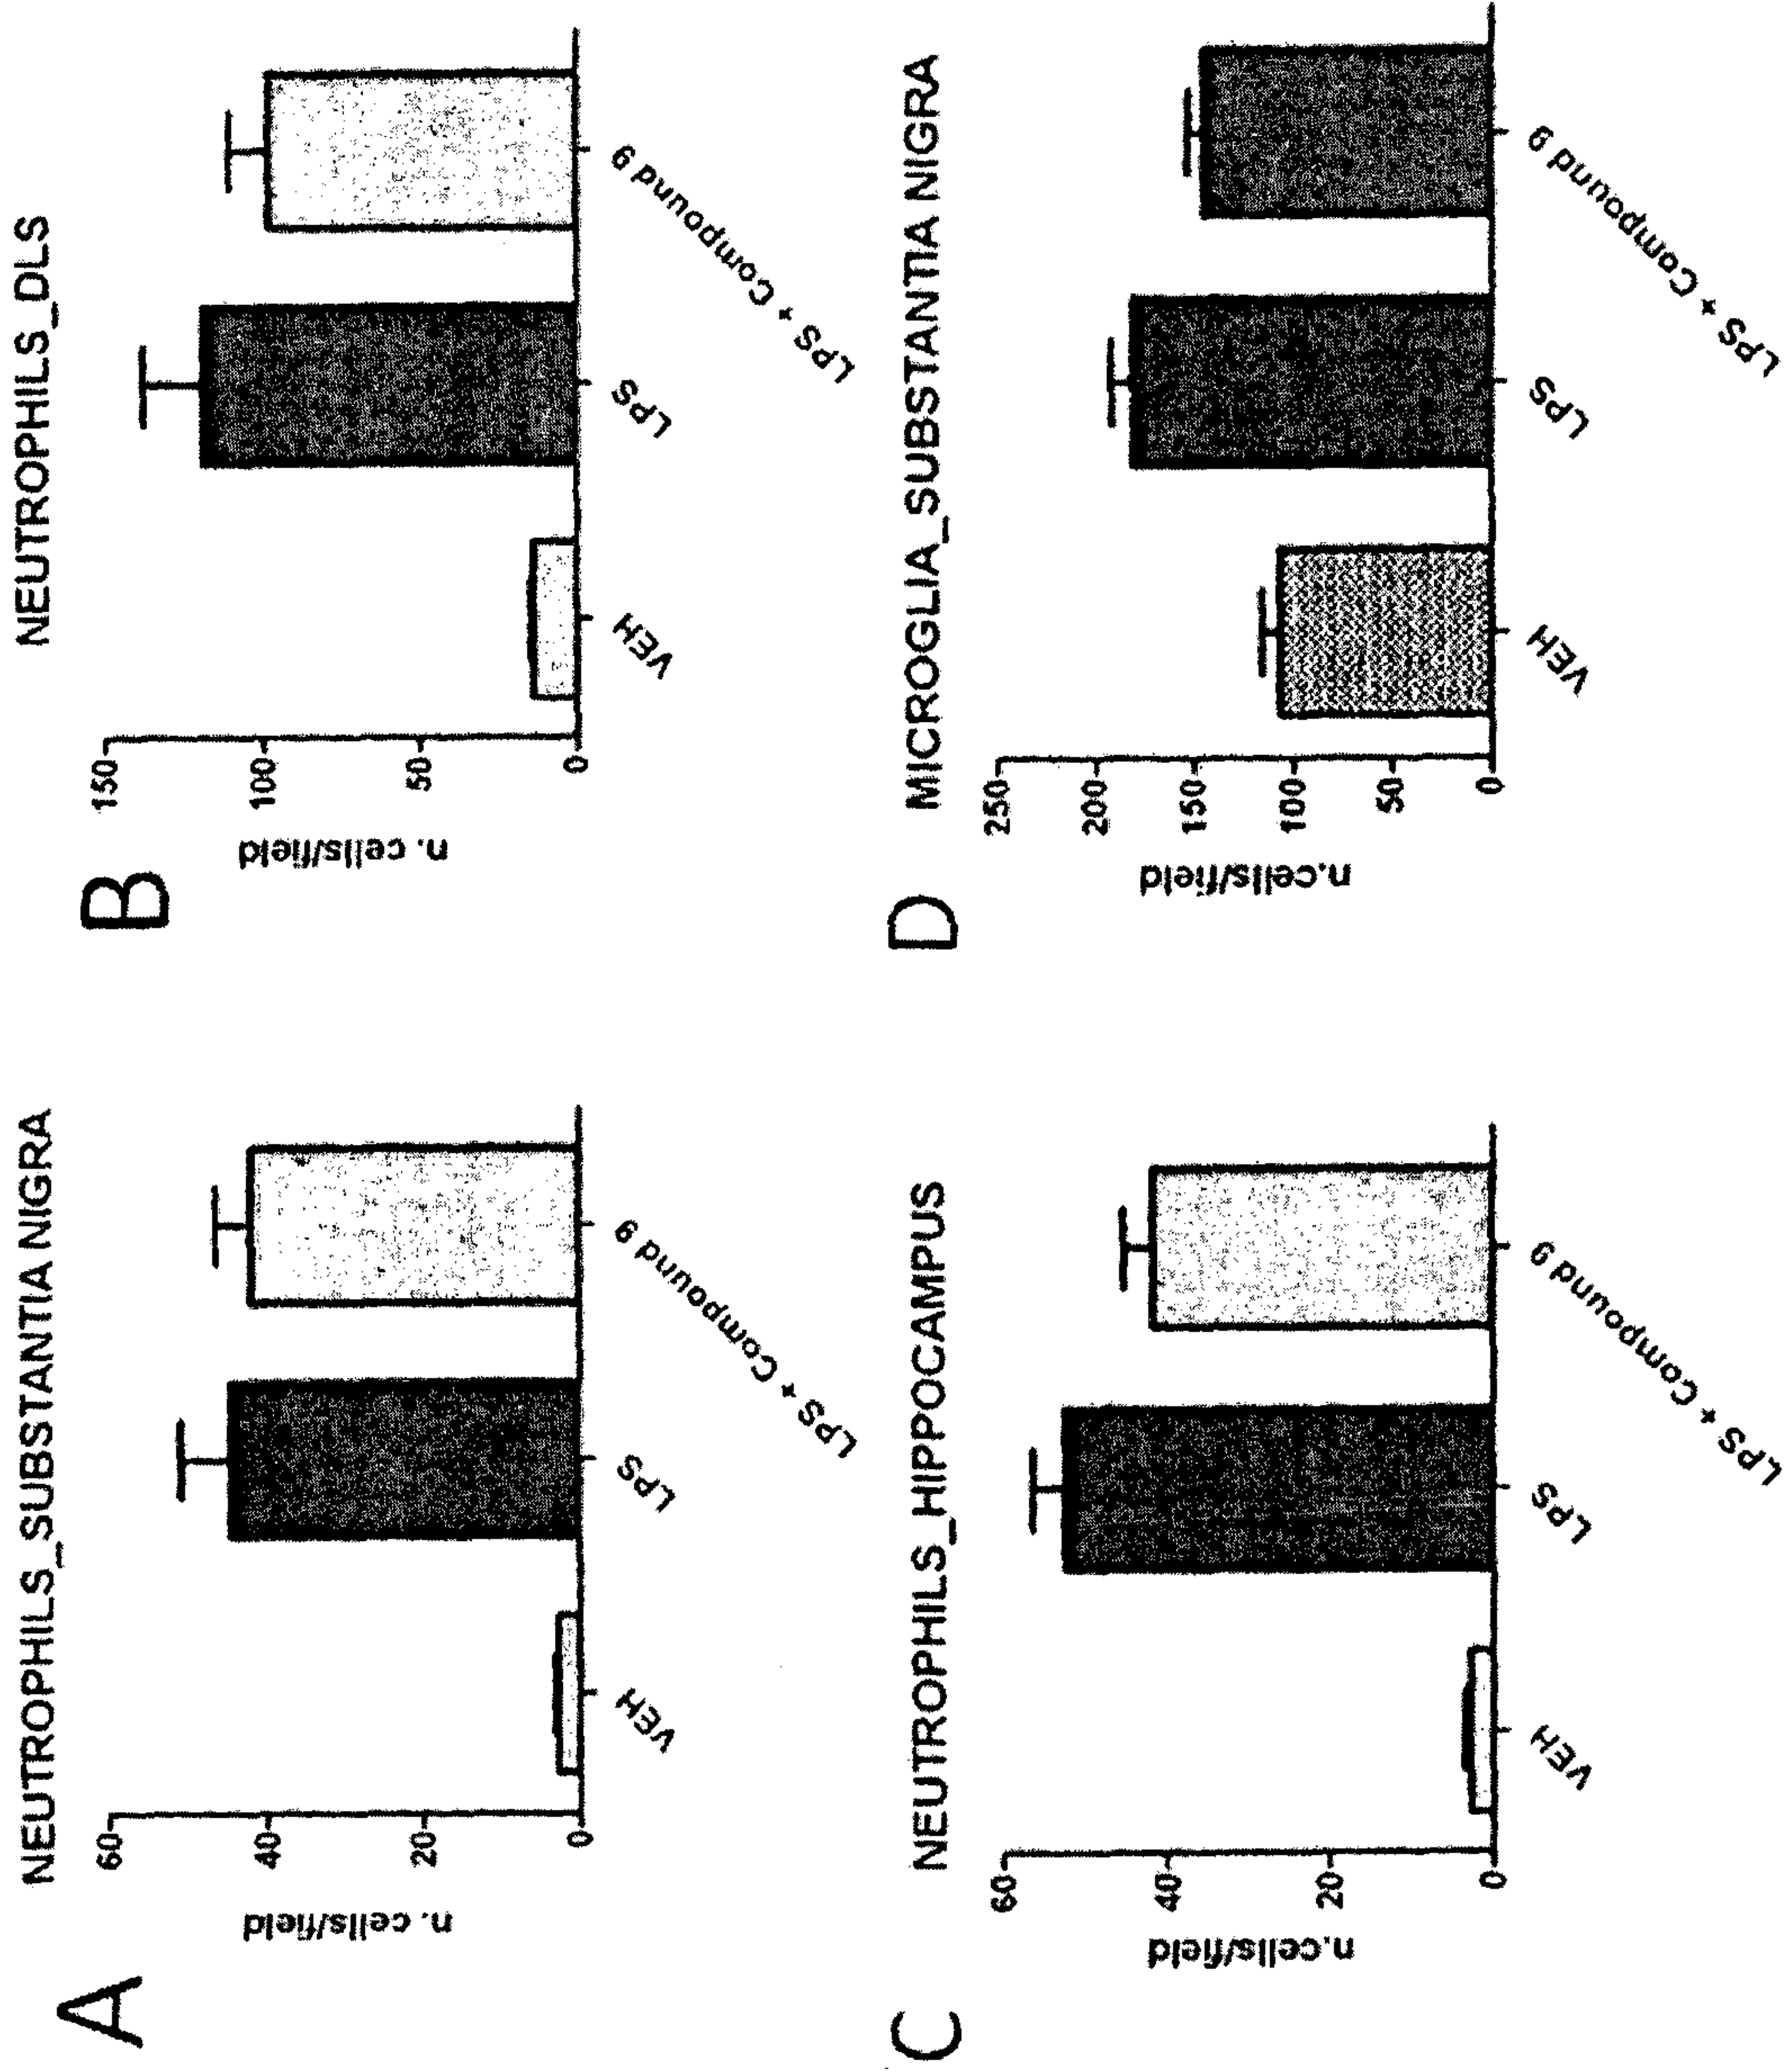 A
NEUTROPHILS_SUBSTANTIA NIGRA
n. cells/field
60
40
20
0
VEH
LPS
LPS + Compound 9
B
NEUTROPHILS_DLS
n. cells/field
150
100
50
0
VEH
LPS
LPS + Compound 9
C
NEUTROPHILS_HIPPOCAMPUS
n.cells/field
60
40
20
0
VEH
LPS
LPS + Compound 9
D
MICROGLIA_SUBSTANTIA NIGRA
n.cells/field
250
200
150
100
50
0
VEH
LPS
LPS + Compound 9